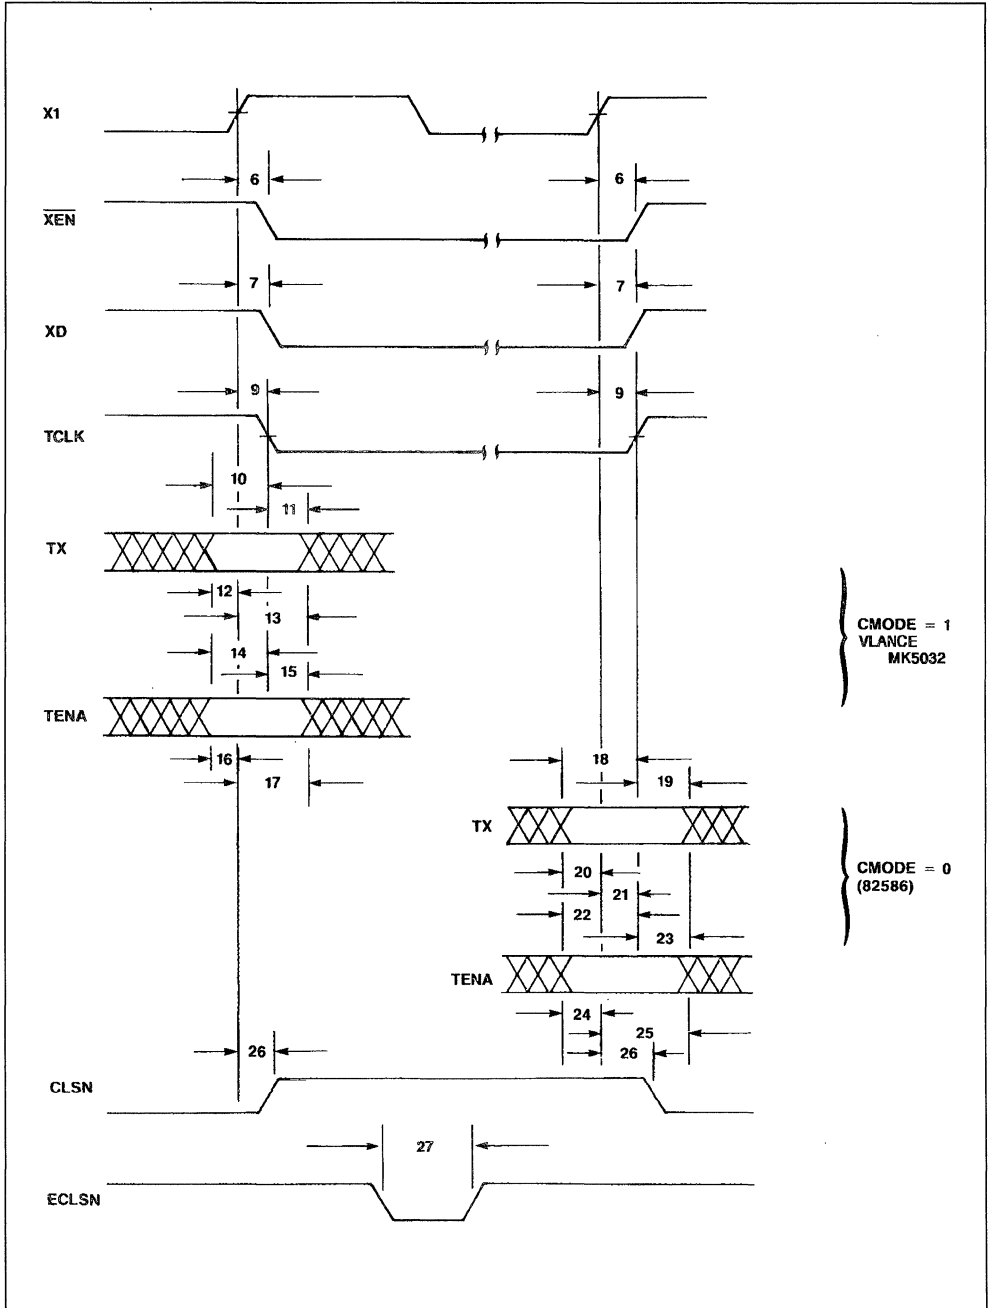 X1
6 6
X̅E̅N̅
7 7
XD
9 9
TCLK
10
11
TX
12
13
CMODE = 1
VLANCE
MK5032
14
15
TENA
16 18
17 19
TX
20
CMODE = 0
(82586)
21
22
23
TENA
24
25
26 26
CLSN
27
ECLSN